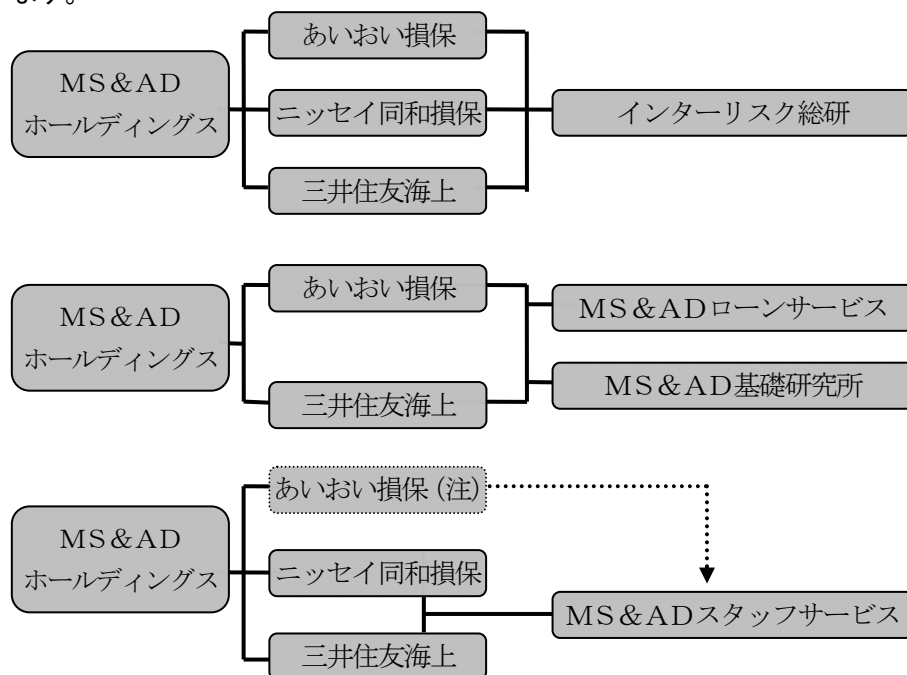 ます。
あいおい損保
MS&AD
ホールディングス
ニッセイ同和損保
インターリスク総研
三井住友海上
あいおい損保
MS&AD
ホールディングス
MS&ADローンサービス
MS&AD基礎研究所
三井住友海上
あいおい損保(注)
MS&AD
ホールディングス
ニッセイ同和損保
MS&ADスタッフサービス
三井住友海上